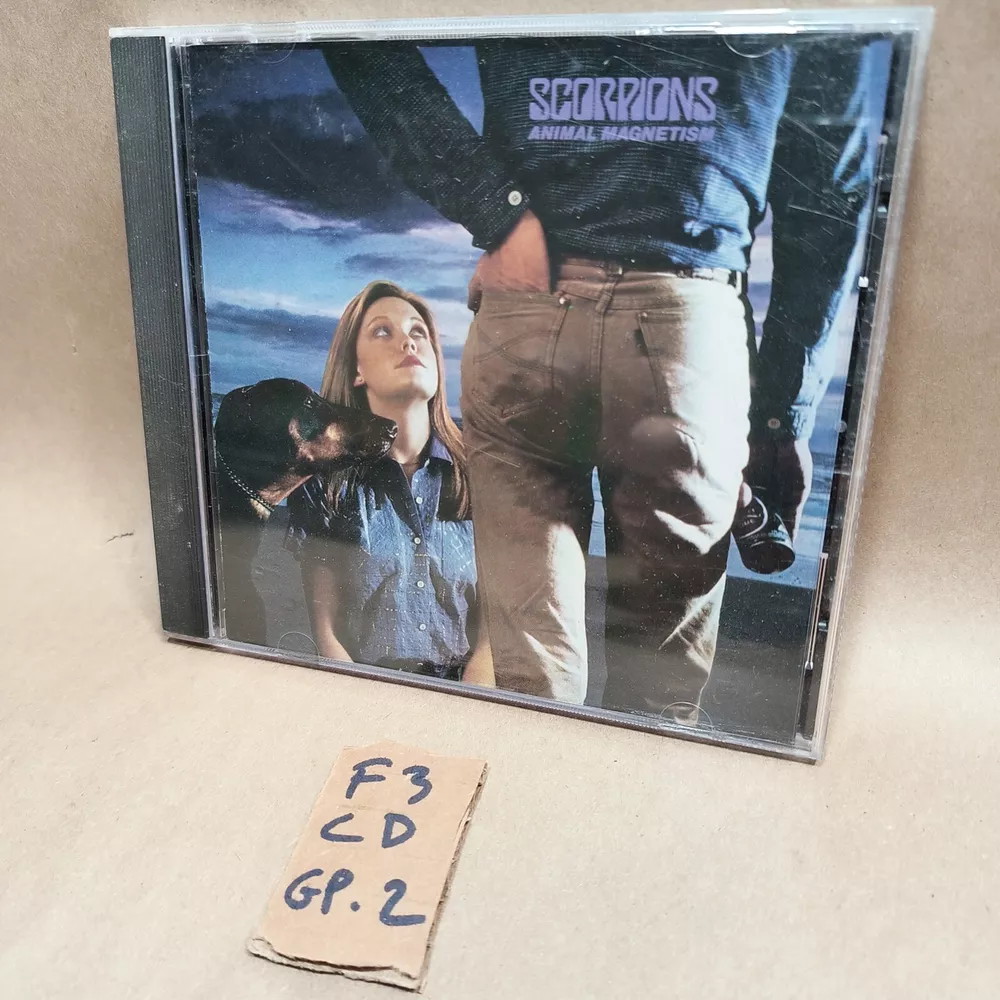 SCORPIONS
ANIMAL MAGNETISM
F3
CD
GP.2